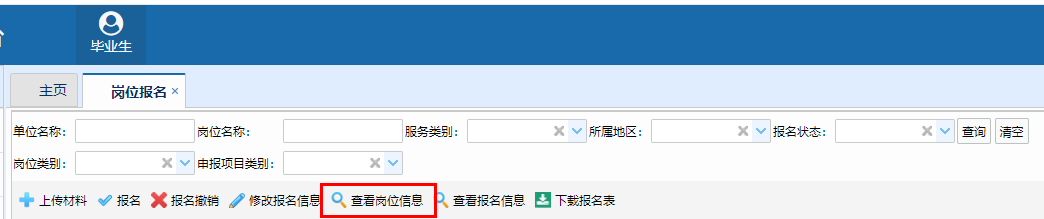 毕业生
主页 岗位报名 ×
单位名称： 岗位名称： 服务类别： 所属地区： 报名状态： 查询 清空
岗位类别： 申报项目类别：
上传材料 报名 报名撤销 修改报名信息 查看岗位信息 查看报名信息 下载报名表